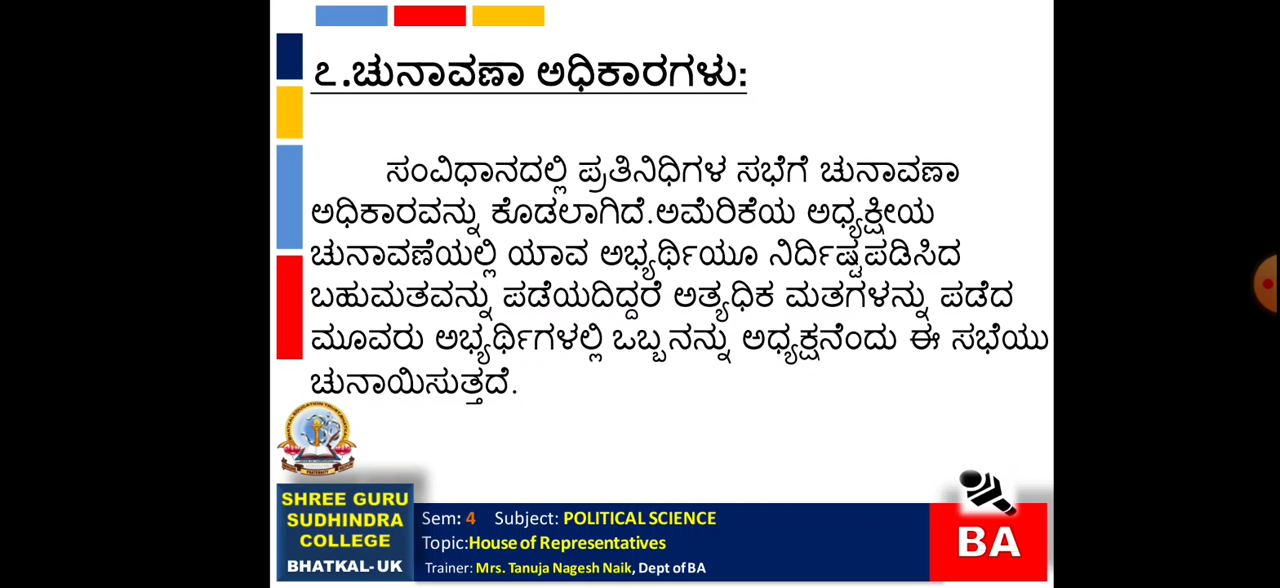 ೭.ಚುನಾವಣಾ ಅಧಿಕಾರಗಳು:
ಸಂವಿಧಾನದಲ್ಲಿ ಪ್ರತಿನಿಧಿಗಳ ಸಭೆಗೆ ಚುನಾವಣಾ
ಅಧಿಕಾರವನ್ನು ಕೊಡಲಾಗಿದೆ.ಅಮೆರಿಕೆಯ ಅಧ್ಯಕ್ಷೀಯ
ಚುನಾವಣೆಯಲ್ಲಿ ಯಾವ ಅಭ್ಯರ್ಥಿಯೂ ನಿರ್ದಿಷ್ಟಪಡಿಸಿದ
ಬಹುಮತವನ್ನು ಪಡೆಯದಿದ್ದರೆ ಅತ್ಯಧಿಕ ಮತಗಳನ್ನು ಪಡೆದ
ಮೂವರು ಅಭ್ಯರ್ಥಿಗಳಲ್ಲಿ ಒಬ್ಬನನ್ನು ಅಧ್ಯಕ್ಷನೆಂದು ಈ ಸಭೆಯು
ಚುನಾಯಿಸುತ್ತದೆ.
SHREE GURU
SUDHINDRA
COLLEGE
BHATKAL-UK
Sem: 4 Subject: POLITICAL SCIENCE
Topic:House of Representatives
Trainer: Mrs. Tanuja Nagesh Naik, Dept of BA
BA